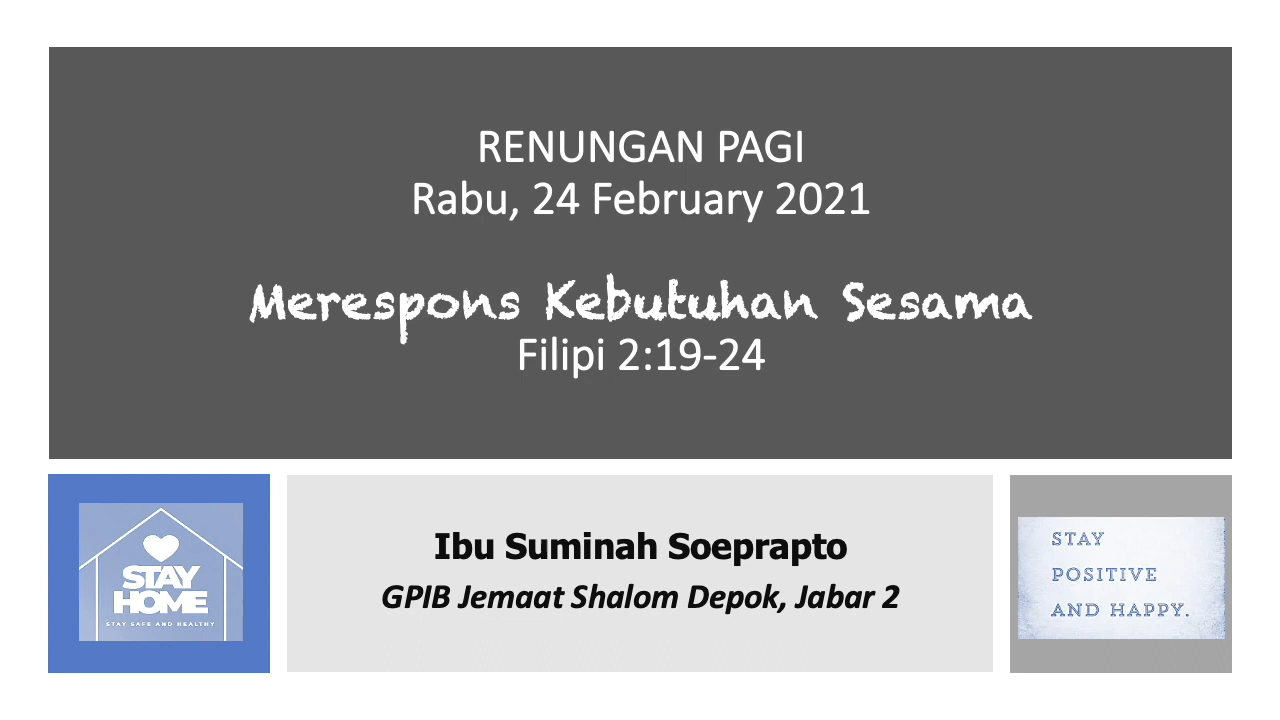 RENUNGAN PAGI
Rabu, 24 February 2021
Merespons Kebutuhan Sesama
Filipi 2:19-24
STAY
HOME
STAY SAFE AND HEALTHY
Ibu Suminah Soeprapto
GPIB Jemaat Shalom Depok, Jabar 2
STAY
POSITIVE
AND HAPPY.